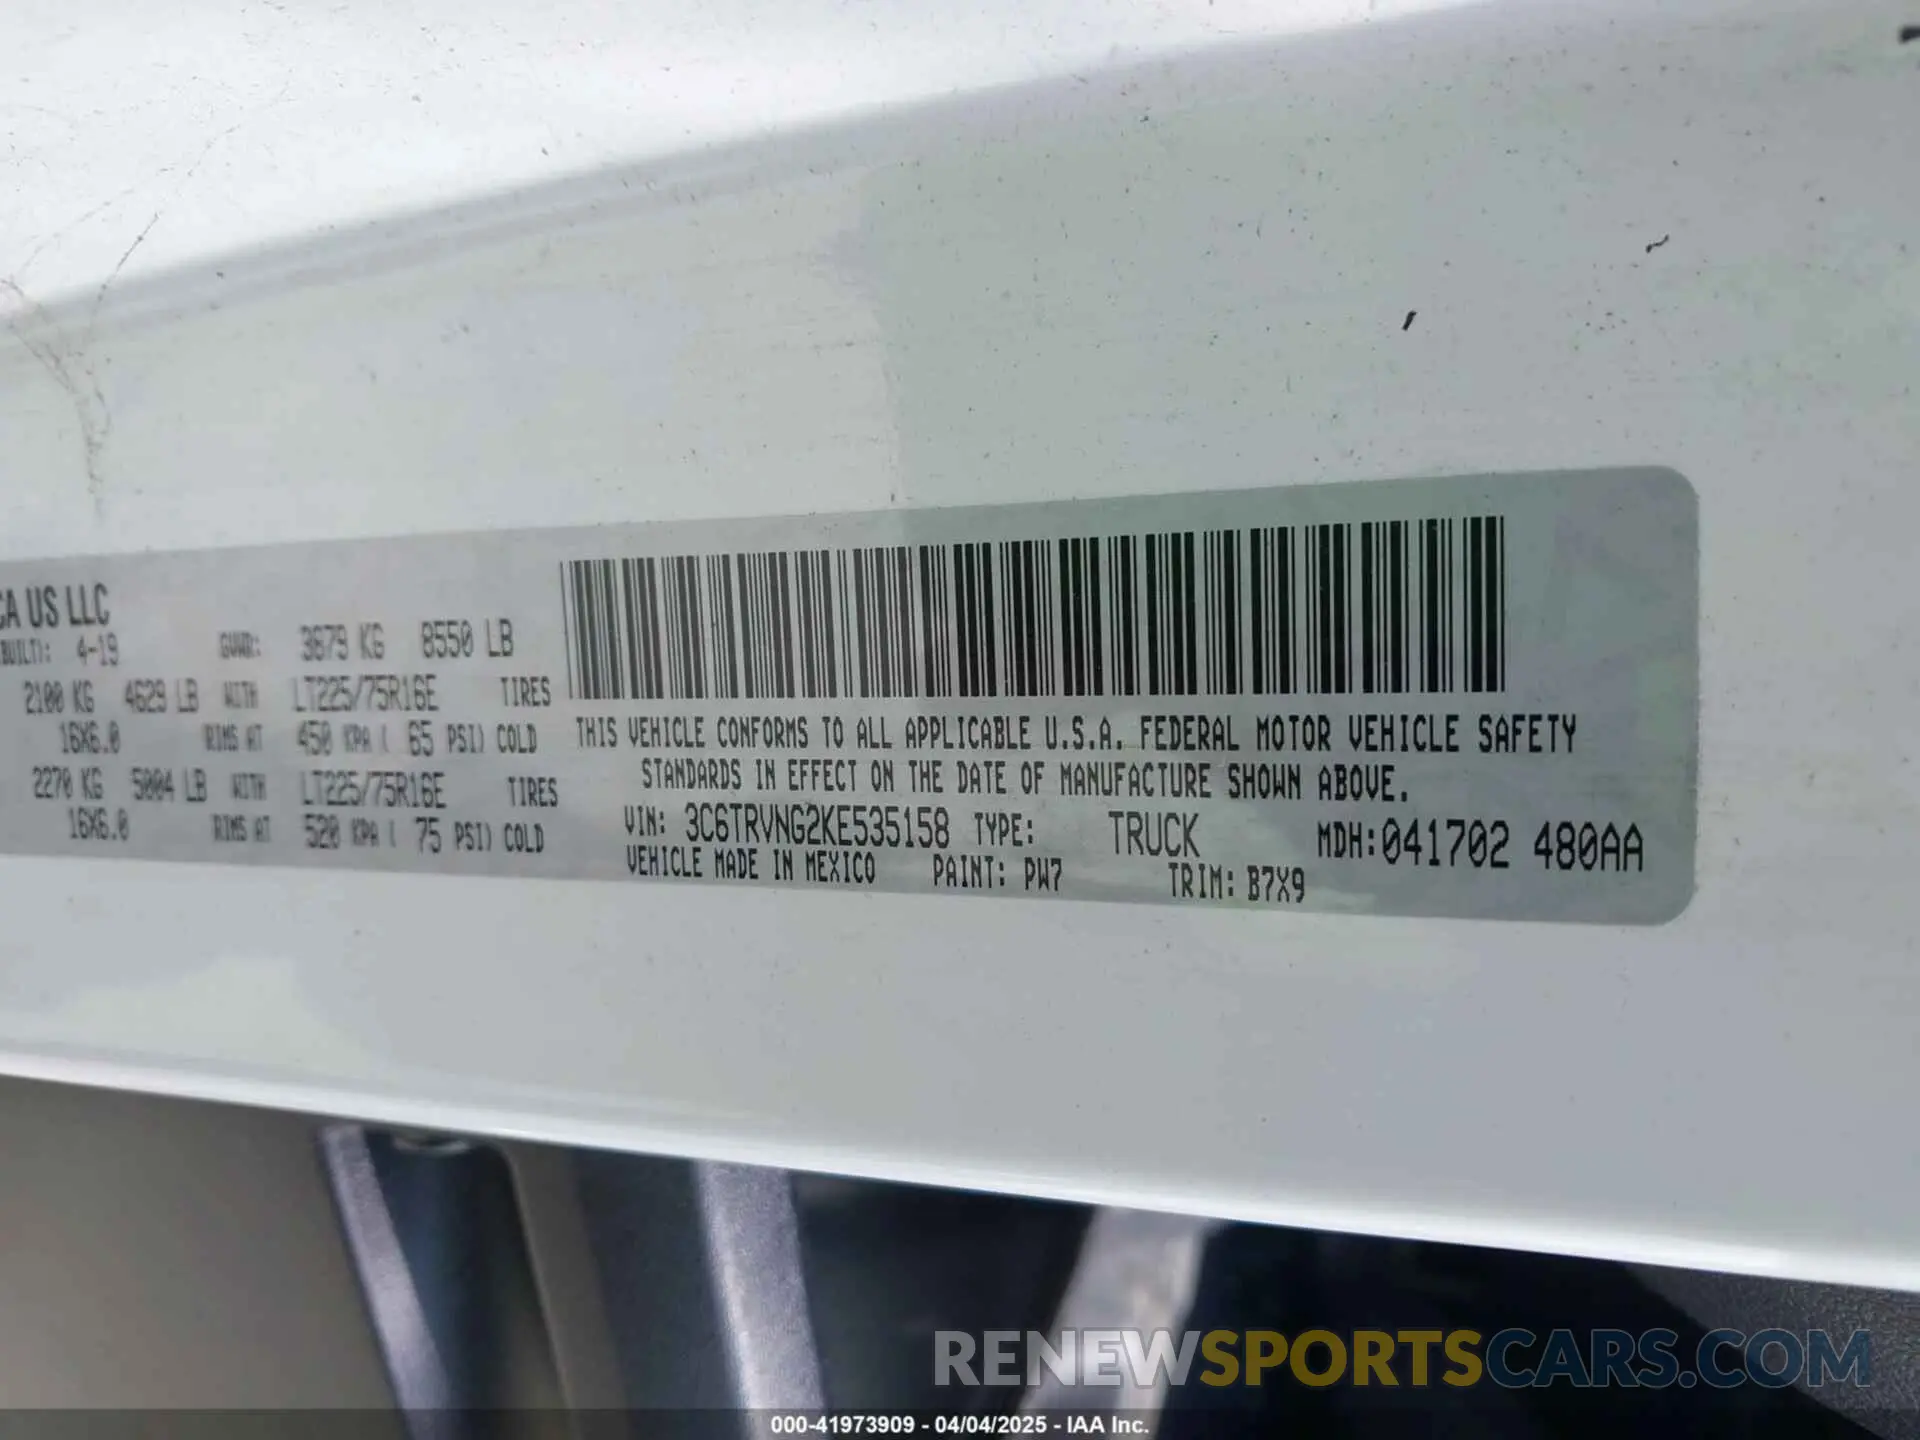 CA US LLC
BUILT): 4-19 GVWR: 3879 KG 8550 LB
2100 KG 4629 LB WITH LT225/75R16E TIRES
16X6.0 RIMS AT 450 KPA ( 65 PSI) COLD
2270 KG 5004 LB WITH LT225/75R16E TIRES
16X6.0 RIMS AT 520 KPA ( 75 PSI) COLD
THIS VEHICLE CONFORMS TO ALL APPLICABLE U.S.A. FEDERAL MOTOR VEHICLE SAFETY
STANDARDS IN EFFECT ON THE DATE OF MANUFACTURE SHOWN ABOVE.
VIN: 3C6TRVNG2KE535158 TYPE: TRUCK MDH:041702 480AA
VEHICLE MADE IN MEXICO PAINT: PW7 TRIM: B7X9
RENEWSPORTSCARS.COM
000-41973909 - 04/04/2025 - IAA Inc.